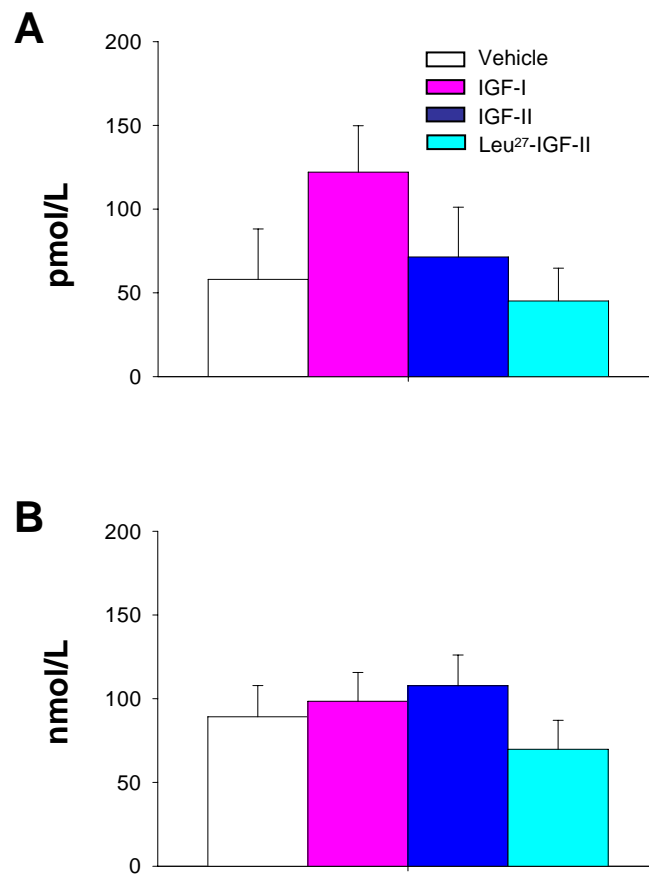 A
200
150
100
50
0
pmol/L
Vehicle
IGF-I
IGF-II
Leu²⁷-IGF-II
B
200
150
100
50
0
nmol/L